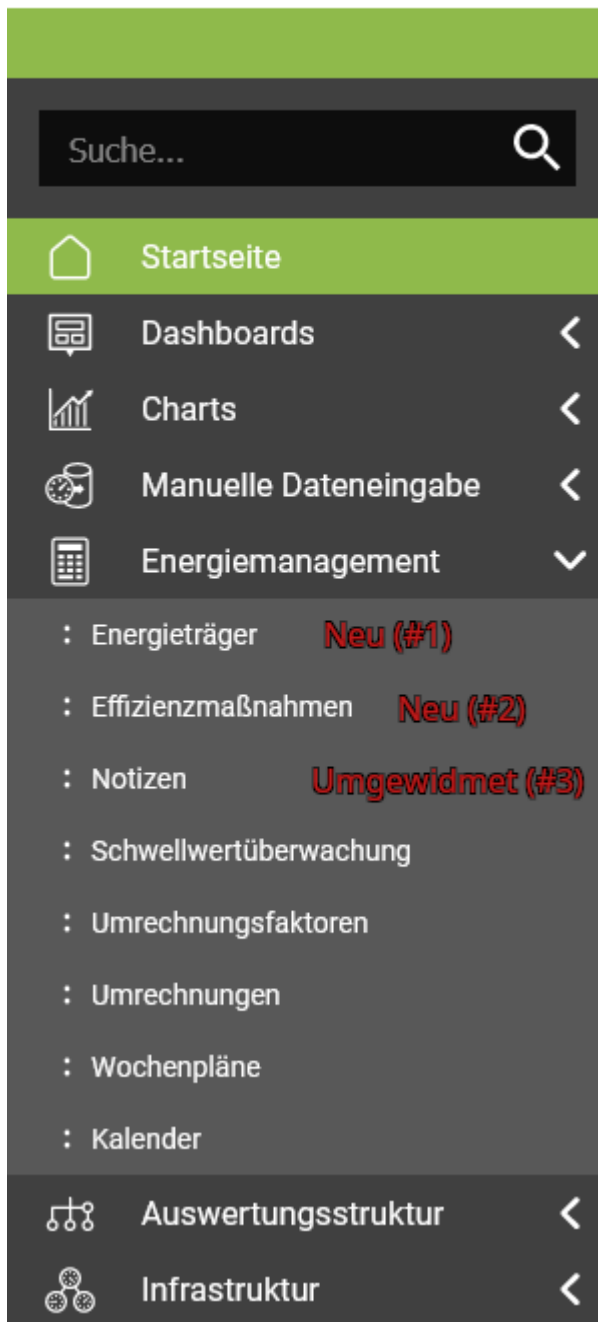 Suche...
Startseite
Dashboards
Charts
Manuelle Dateneingabe
Energiemanagement
: Energieträger Neu (#1)
: Effizienzmaßnahmen Neu (#2)
: Notizen Umgewidmet (#3)
: Schwellwertüberwachung
: Umrechnungsfaktoren
: Umrechnungen
: Wochenpläne
: Kalender
Auswertungsstruktur
Infrastruktur